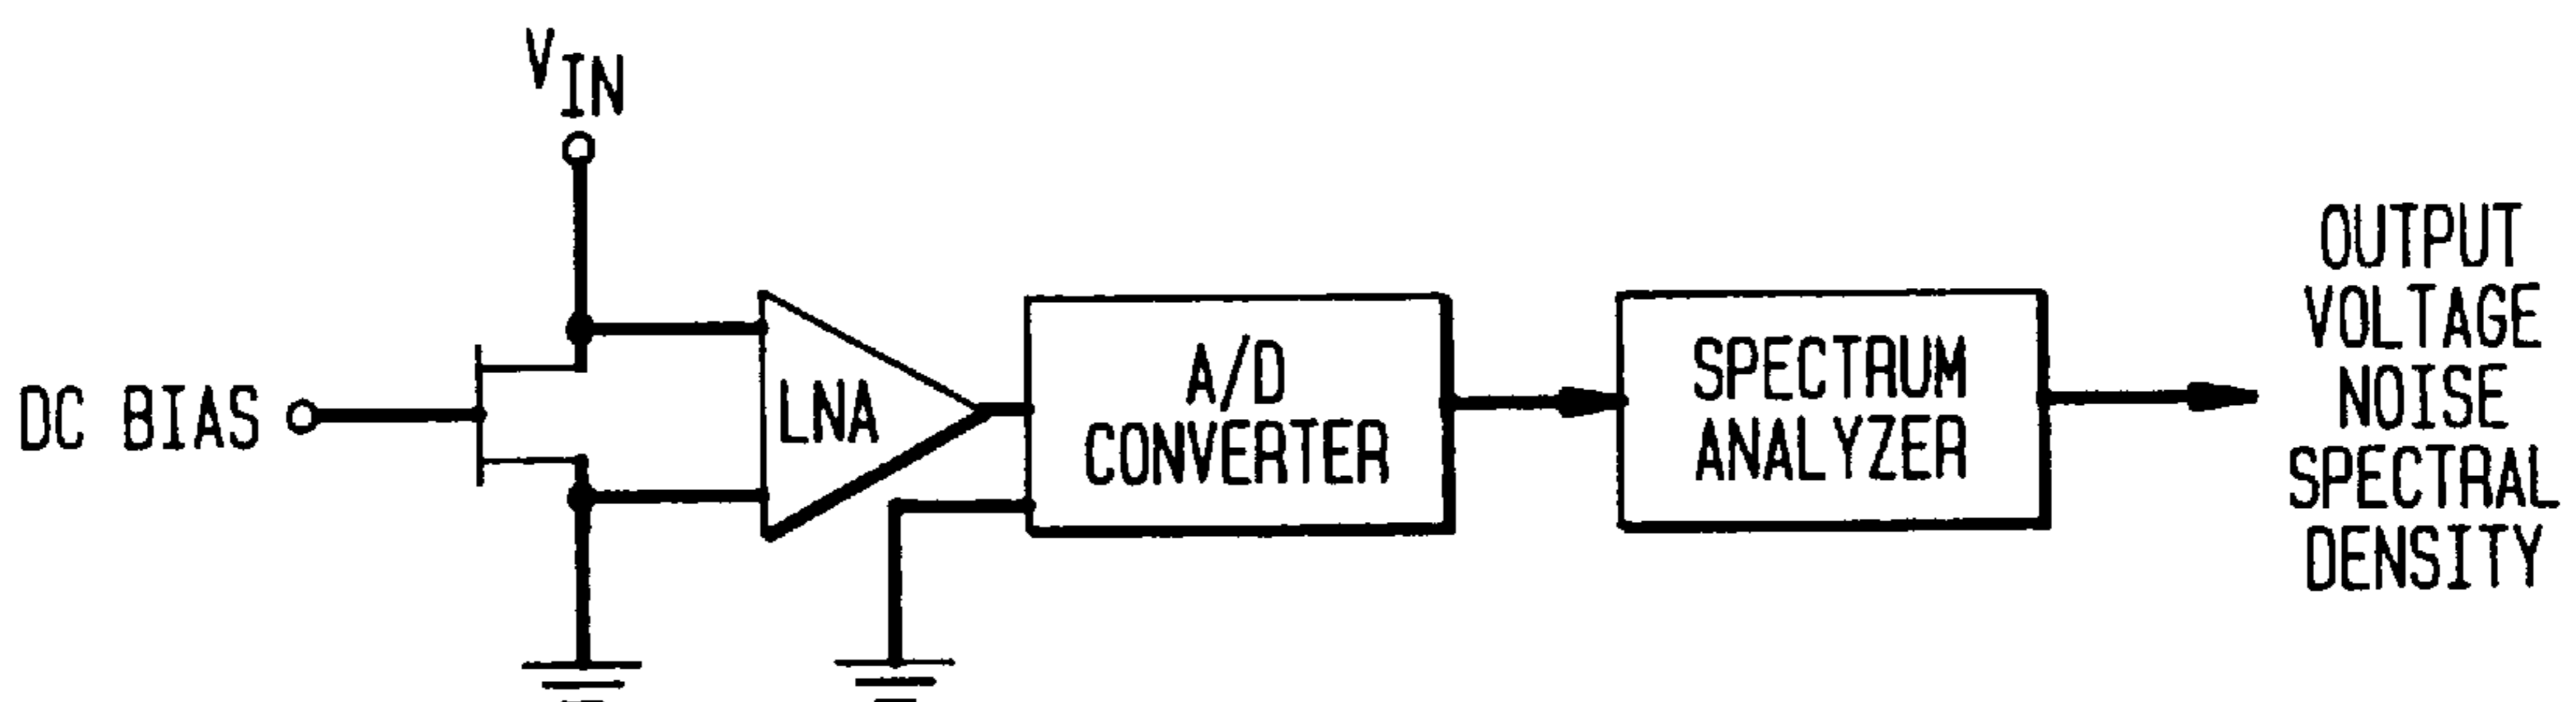 V IN
DC BIAS
LNA
A/D
CONVERTER
SPECTRUM
ANALYZER
OUTPUT
VOLTAGE
NOISE
SPECTRAL
DENSITY